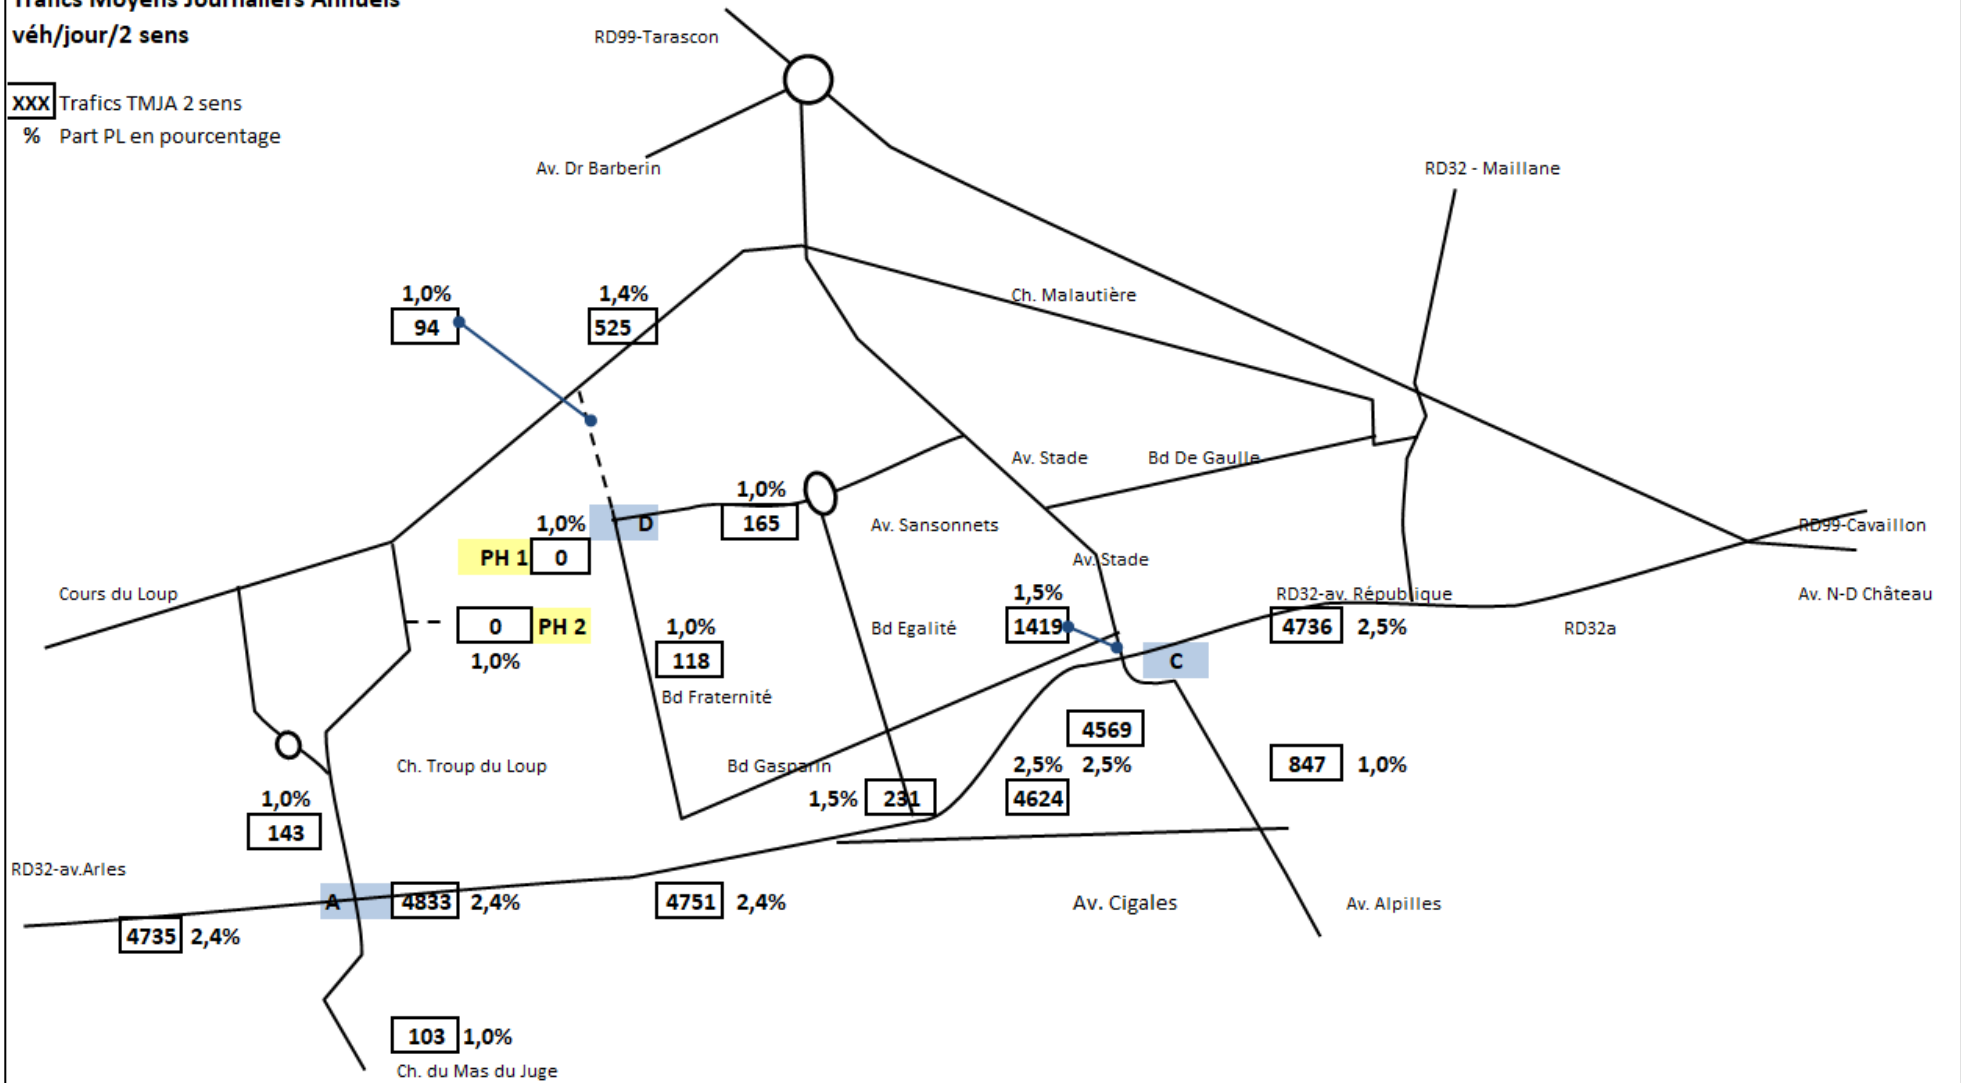 Trafics Moyens Journaliers Annuels
véh/jour/2 sens
RD99-Tarascon
XXX Trafics TMJA 2 sens
% Part PL en pourcentage
Av. Dr Barberin
RD32 - Maillane
1,0%
1,4%
Ch. Malautière
94
525
Av. Stade
Bd De Gaulle
1,0%
1,0%
D
165
Av. Sansonnets
RD99-Cavaillon
PH 1
0
Av. Stade
Cours du Loup
1,5%
RD32-av. République
Av. N-D Château
0
PH 2
1,0%
Bd Egalité
1419
4736
2,5%
RD32a
1,0%
118
C
Bd Fraternité
4569
Ch. Troup du Loup
Bd Gasparin
2,5%
2,5%
847
1,0%
1,0%
1,5%
231
4624
143
RD32-av.Arles
A
4833
2,4%
4751
2,4%
Av. Cigales
Av. Alpilles
4735
2,4%
103
1,0%
Ch. du Mas du Juge